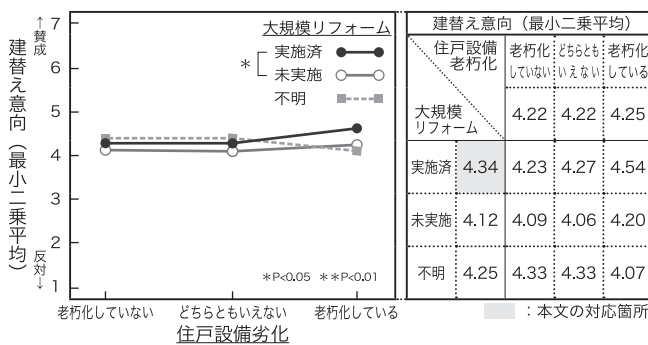 ↑賛成
建替え意向（最小二乗平均）
反対↓
7
6
5
4
3
2
1
大規模リフォーム
実施済
＊
未実施
不明
＊P<0.05 ＊＊P<0.01
老朽化していない どちらともいえない 老朽化している
住戸設備劣化
建替え意向（最小二乗平均）
住戸設備老朽化
大規模リフォーム
老朽化していない どちらともいえない 老朽化している
4.22 4.22 4.25
実施済 4.34 4.23 4.27 4.54
未実施 4.12 4.09 4.06 4.20
不明 4.25 4.33 4.33 4.07
：本文の対応箇所